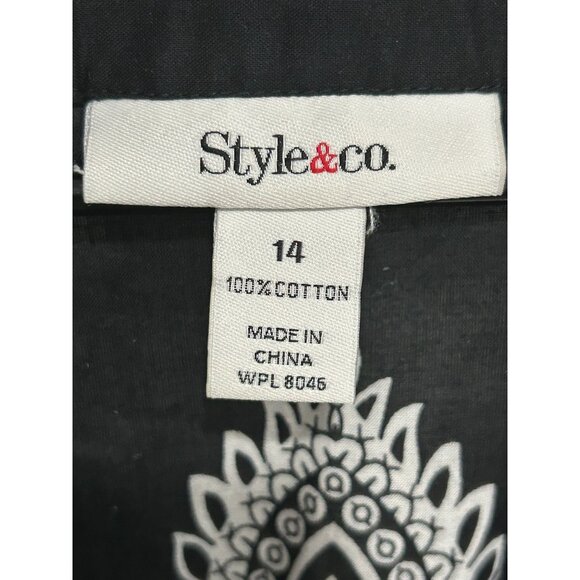 Style&co.
14
100%COTTON
MADE IN
CHINA
WPL 8046